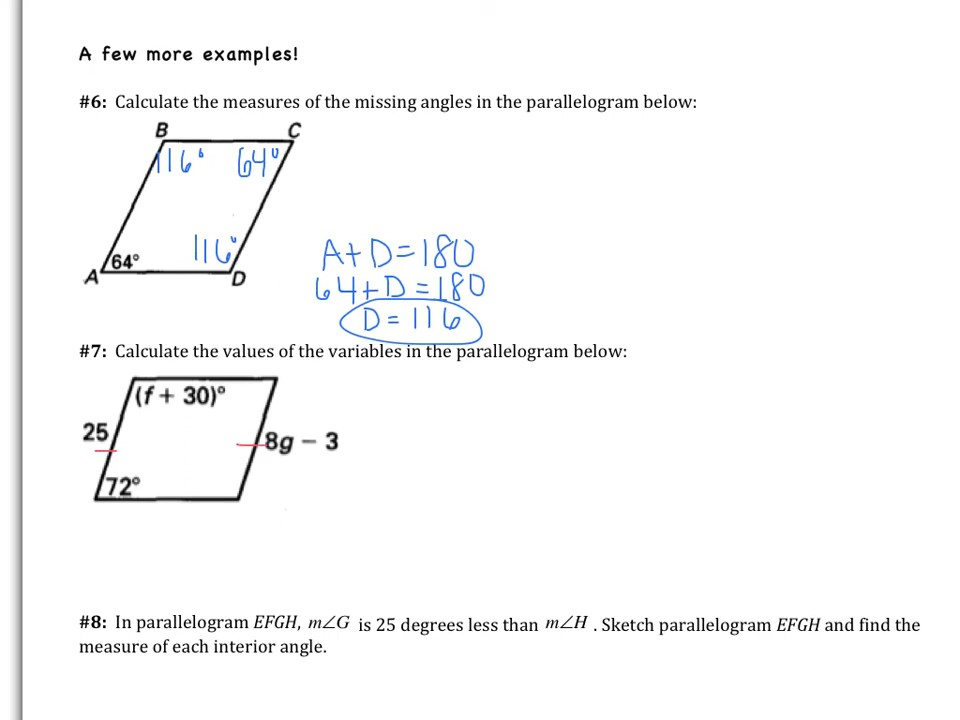 A few more examples!
#6: Calculate the measures of the missing angles in the parallelogram below:
B C
116° 64°
64° 116°
A D
A + D = 180
64 + D = 180
D = 116
#7: Calculate the values of the variables in the parallelogram below:
(f + 30)°
25 8g – 3
72°
#8: In parallelogram EFGH, m∠G is 25 degrees less than m∠H . Sketch parallelogram EFGH and find the
measure of each interior angle.